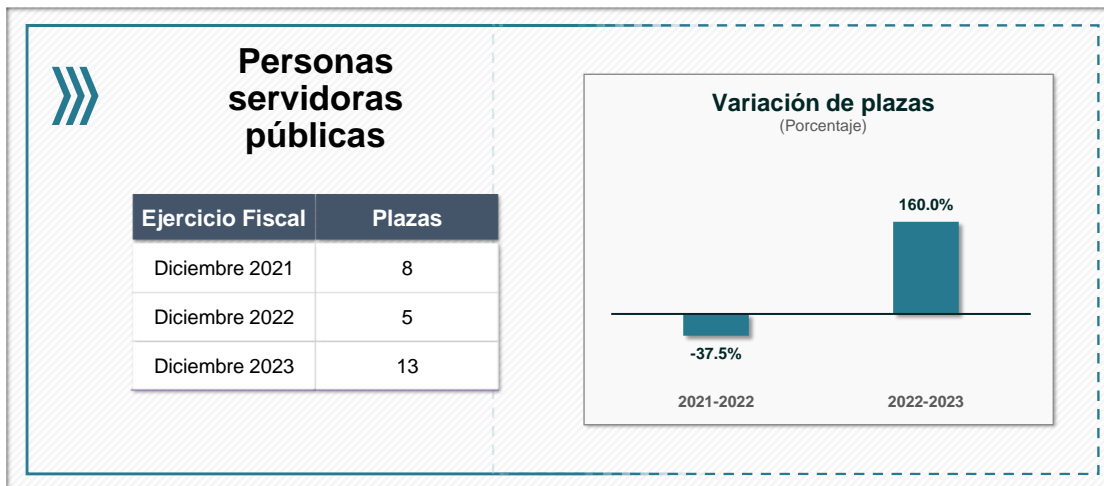 Personas
servidoras
públicas
Ejercicio Fiscal Plazas
Diciembre 2021 8
Diciembre 2022 5
Diciembre 2023 13
Variación de plazas
(Porcentaje)
160.0%
-37.5%
2021-2022 2022-2023